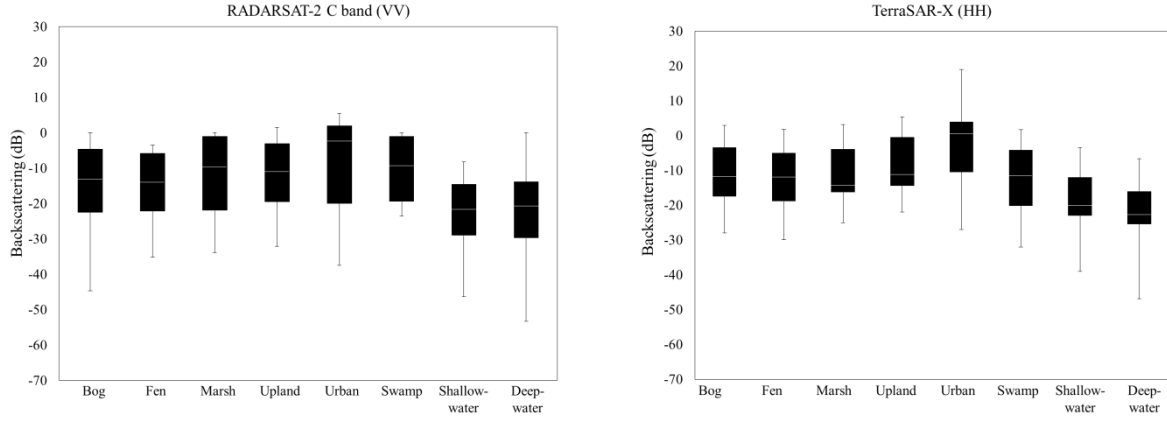 RADARSAT-2 C band (VV)
30
20
10
0
-10
-20
-30
-40
-50
-60
-70
Backscattering (dB)
Bog Fen Marsh Upland Urban Swamp Shallow- Deep-
water water
TerraSAR-X (HH)
30
20
10
0
-10
-20
-30
-40
-50
-60
-70
Backscattering (dB)
Bog Fen Marsh Upland Urban Swamp Shallow- Deep-
water water